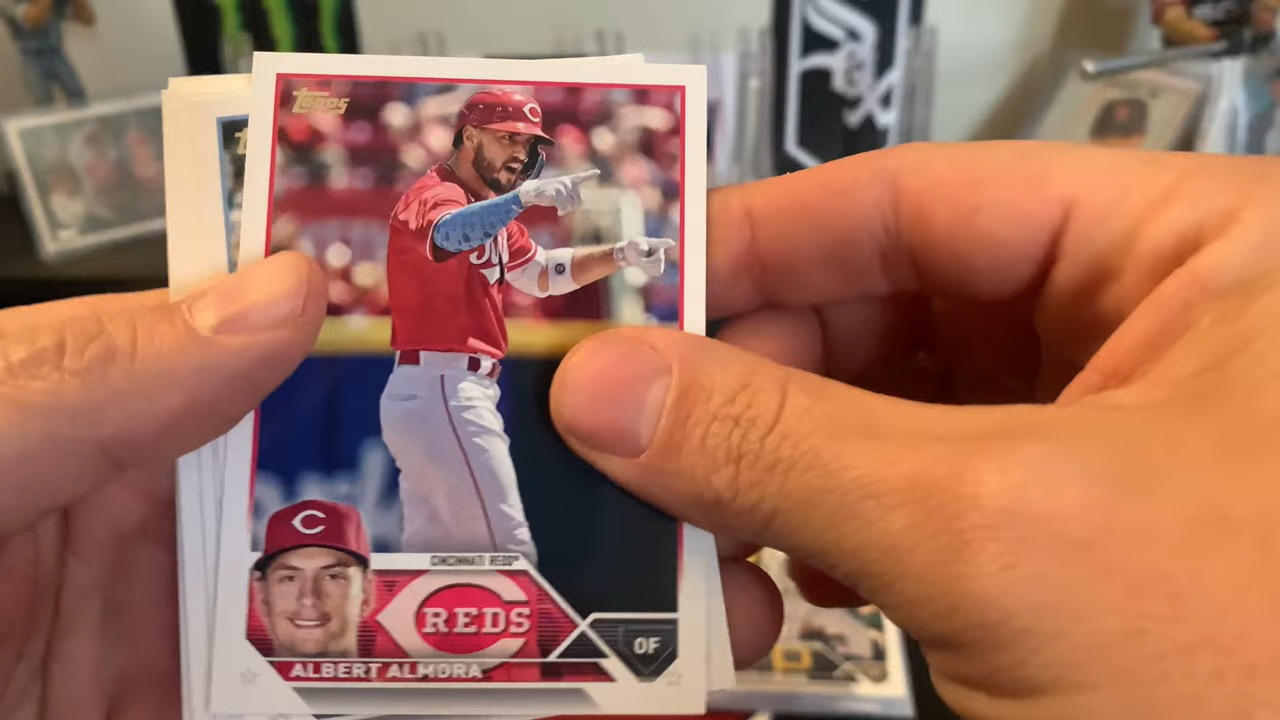 Topps
CINCINNATI REDS
REDS
OF
ALBERT ALMORA